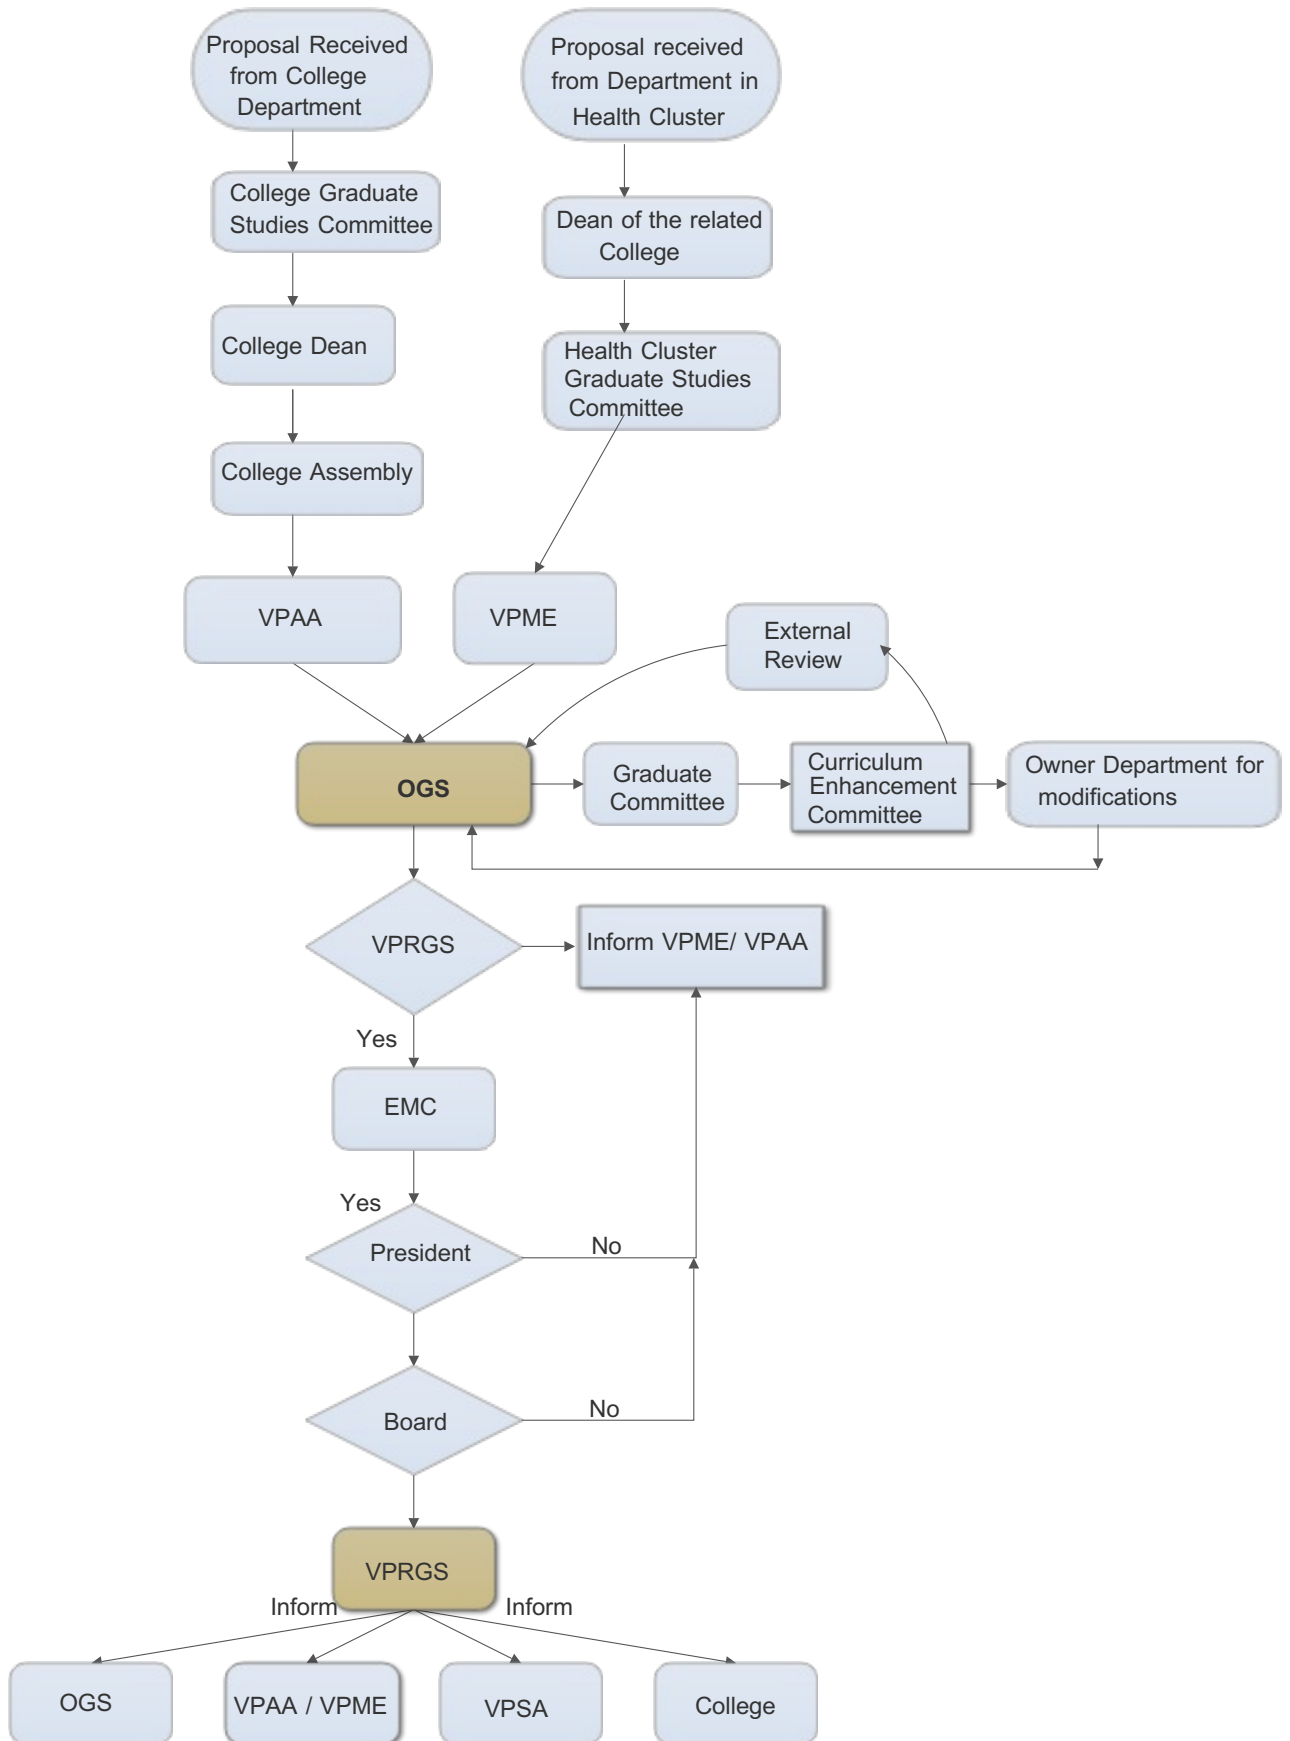 Proposal Received
from College
Department
Proposal received
from Department in
Health Cluster
College Graduate
Studies Committee
Dean of the related
College
College Dean
Health Cluster
Graduate Studies
Committee
College Assembly
VPAA
VPME
External
Review
OGS
Graduate
Committee
Curriculum
Enhancement
Committee
Owner Department for
modifications
VPRGS
Inform VPME/ VPAA
Yes
EMC
Yes
President
No
Board
No
VPRGS
Inform
Inform
OGS
VPAA / VPME
VPSA
College